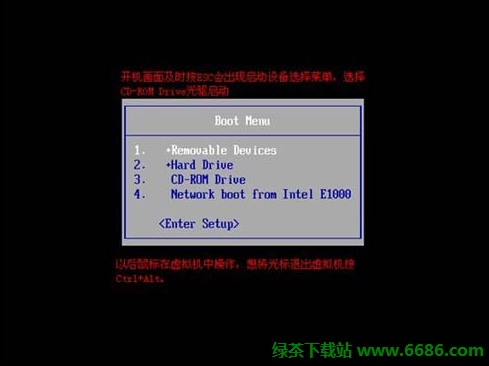 开机画面及时按ESC会出现启动设备选择菜单，选择
CD-ROM Drive光驱启动
Boot Menu
1. +Removable Devices
2. +Hard Drive
3. CD-ROM Drive
4. Network boot from Intel E1000
<Enter Setup>
以后鼠标在虚拟机中操作，想将光标退出虚拟机按
Ctrl+Alt。
绿茶下载站 www.6686.com